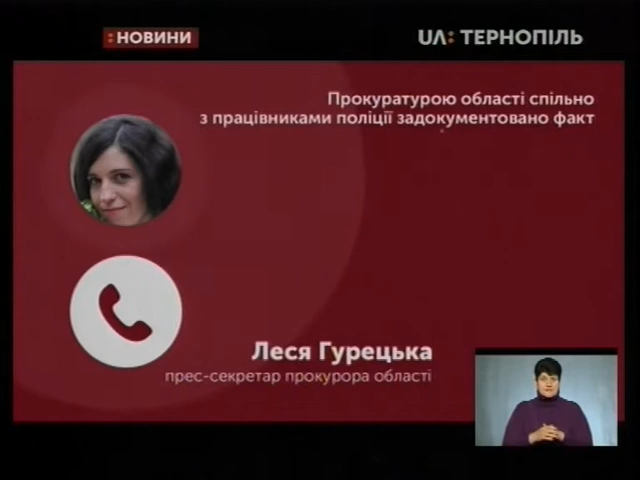 :НОВИНИ
UA: ТЕРНОПІЛЬ
Прокуратурою області спільно
з працівниками поліції задокументовано факт
Леся Гурецька
прес-секретар прокурора області